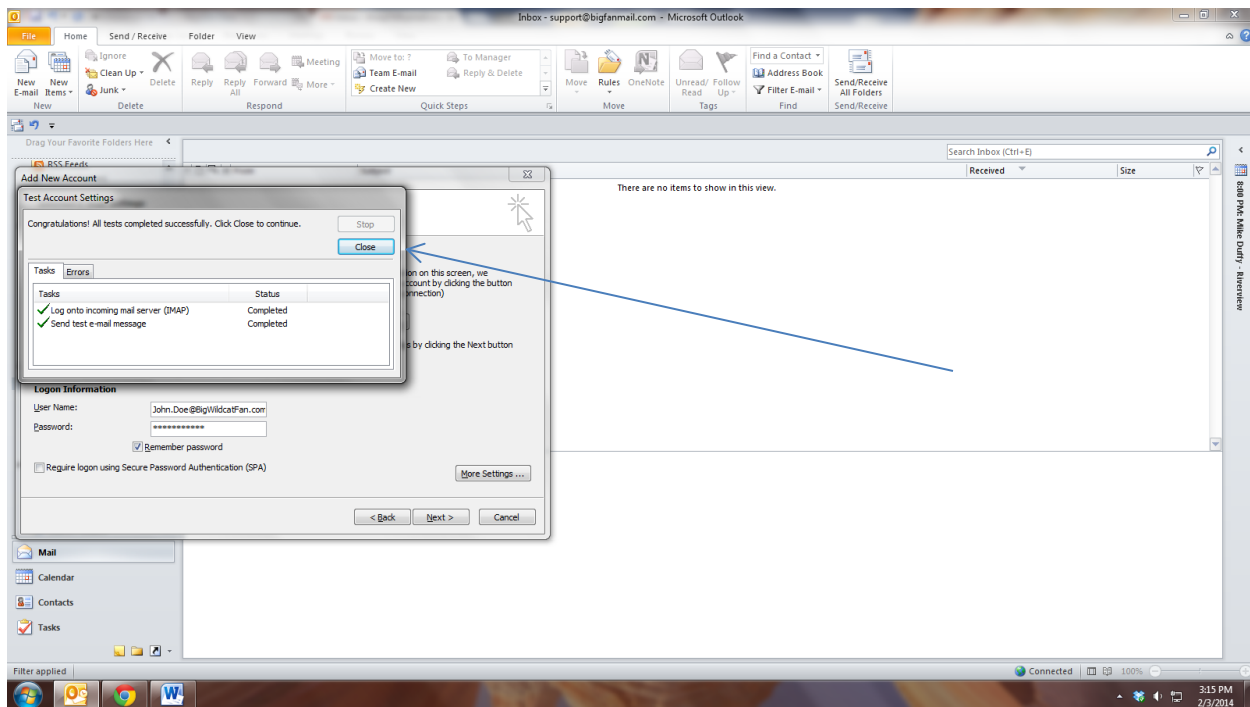 Inbox - support@bigfanmail.com - Microsoft Outlook
File Home Send / Receive Folder View
New E-mail
New Items
New
Ignore
Clean Up
Junk
Delete
Delete
Reply
Reply All
Forward
Meeting
More
Respond
Move to: ?
Team E-mail
Create New
To Manager
Reply & Delete
Quick Steps
Move
Rules
OneNote
Move
Unread/ Read
Follow Up
Tags
Find a Contact
Address Book
Filter E-mail
Find
Send/Receive All Folders
Send/Receive
Drag Your Favorite Folders Here
RSS Feeds
Search Inbox (Ctrl+E)
Received Size
There are no items to show in this view.
8:00 PM: Mike Duffy - Riverview
Add New Account
Test Account Settings
Congratulations! All tests completed successfully. Click Close to continue.
Stop
Close
Tasks Errors
Tasks Status
Log onto incoming mail server (IMAP) Completed
Send test e-mail message Completed
on this screen, we
by clicking the button
s by clicking the Next button
Logon Information
User Name: John.Doe@BigWildcatFan.com
Password: ***********
Remember password
Require logon using Secure Password Authentication (SPA)
More Settings ...
< Back Next > Cancel
Mail
Calendar
Contacts
Tasks
Filter applied
Connected 100%
3:15 PM
2/3/2014